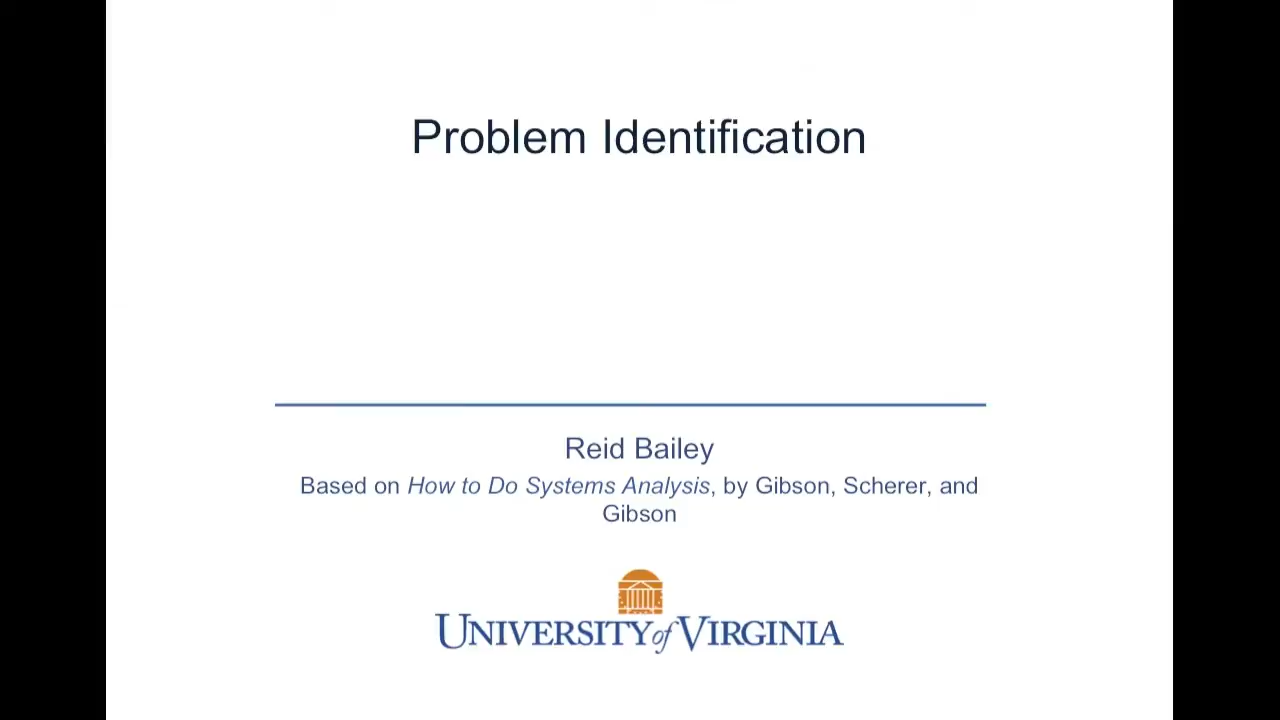 Problem Identification
Reid Bailey
Based on How to Do Systems Analysis, by Gibson, Scherer, and
Gibson
UNIVERSITY of VIRGINIA